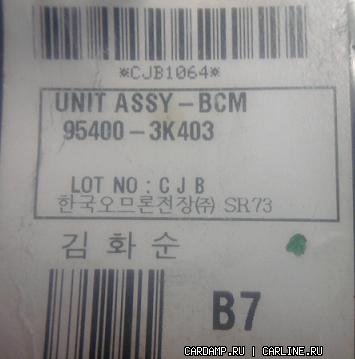 *CJB1064*
UNIT ASSY-BCM
95400-3K403
LOT NO : C J B
한국오므론전장㈜ SR73
김 화 순
B7
CARDAMP.RU | CARLINE.RU